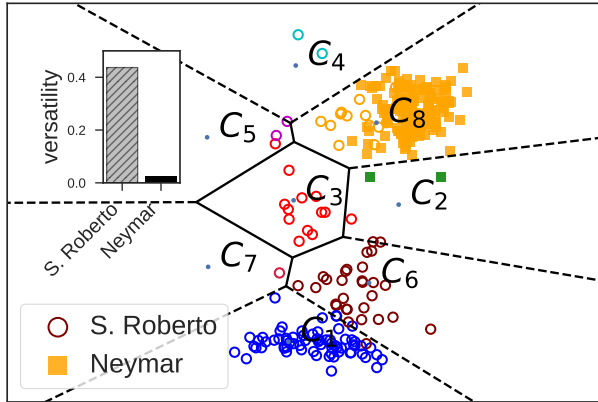 C4
0.4
versatility
C8
C5
0.2
0.0
C3
C2
S. Roberto
Neymar
C7
C6
S. Roberto
C1
Neymar